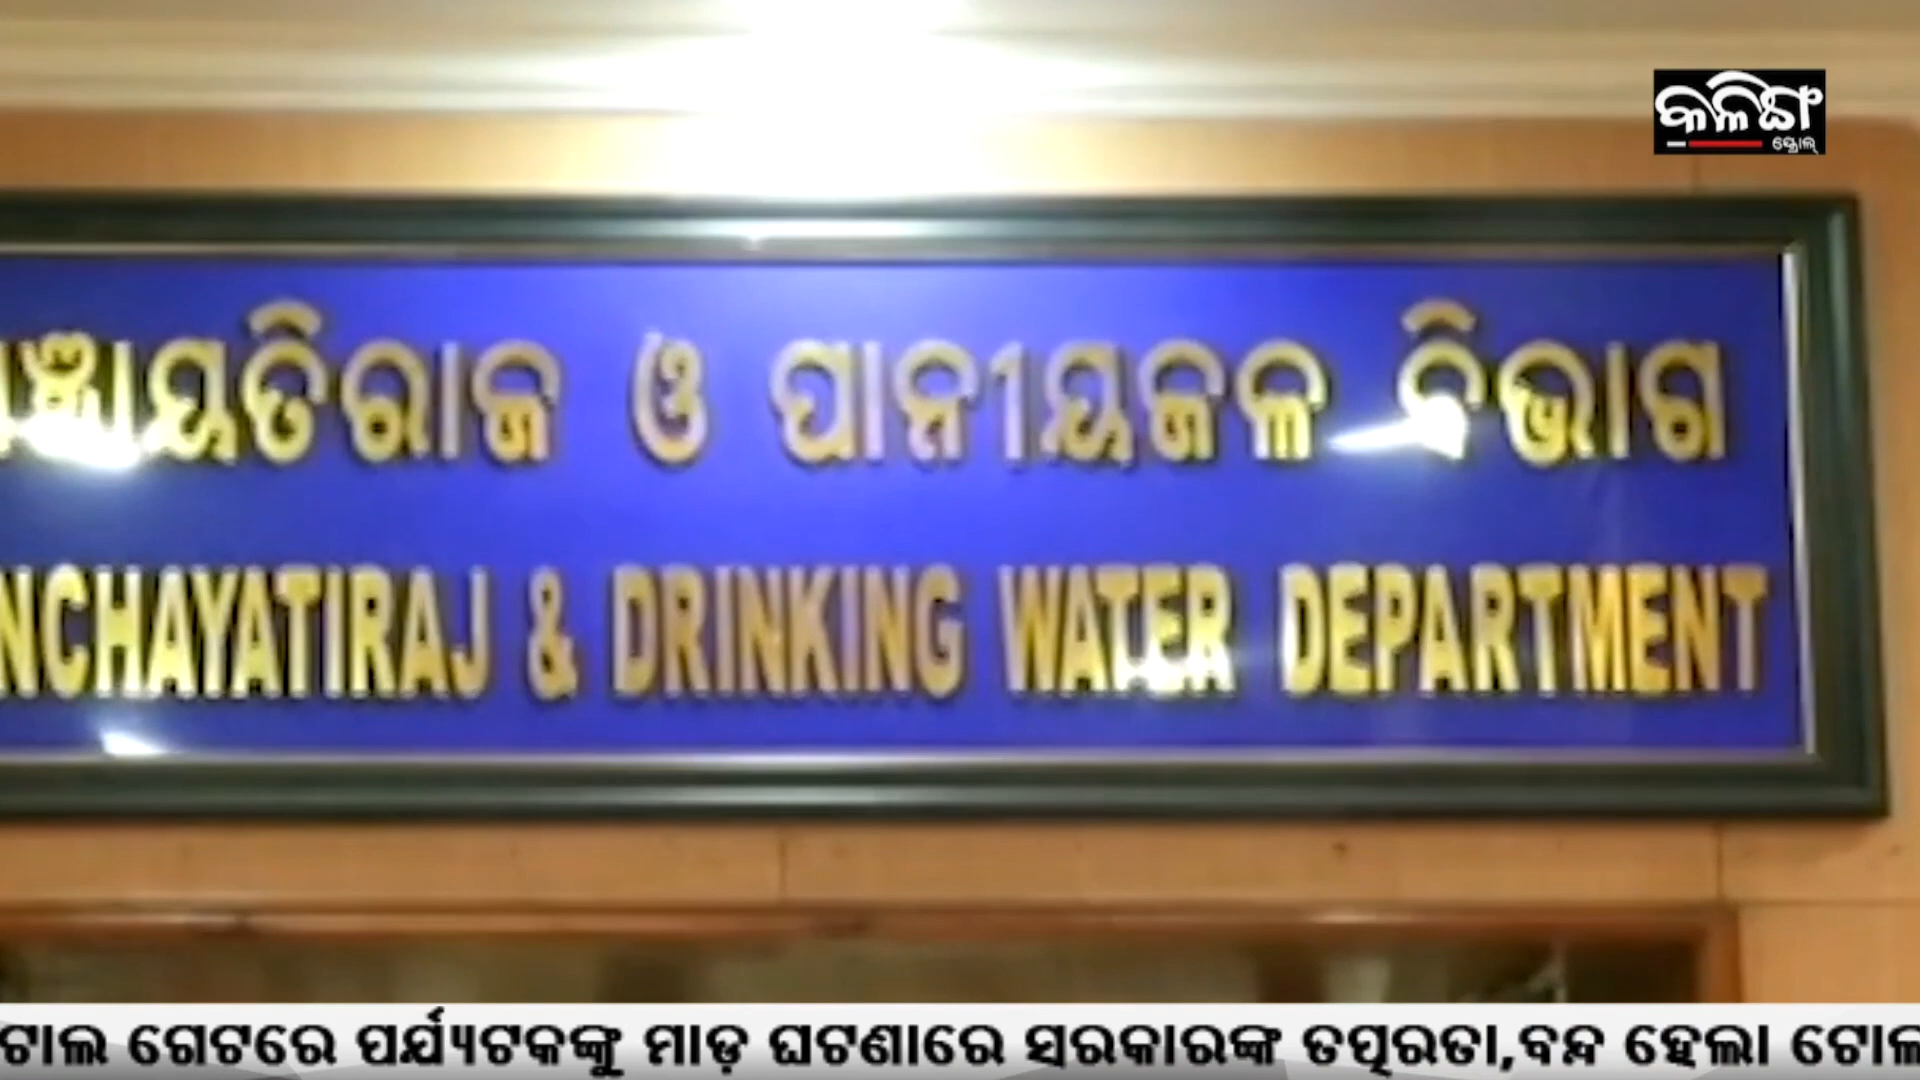 କଳିଙ୍ଗ
ସ୍କ୍ରୋଲ୍
ଞ୍ଚାୟତିରାଜ ଓ ପାନୀୟଜଳ ବିଭାଗ
NCHAYATIRAJ & DRINKING WATER DEPARTMENT
ଟୋଲ ଗେଟରେ ପର୍ଯ୍ୟଟକଙ୍କୁ ମାଡ଼ ଘଟଣାରେ ସରକାରଙ୍କ ତତ୍ପରତା,ବନ୍ଦ ହେଲା ଟୋଲ